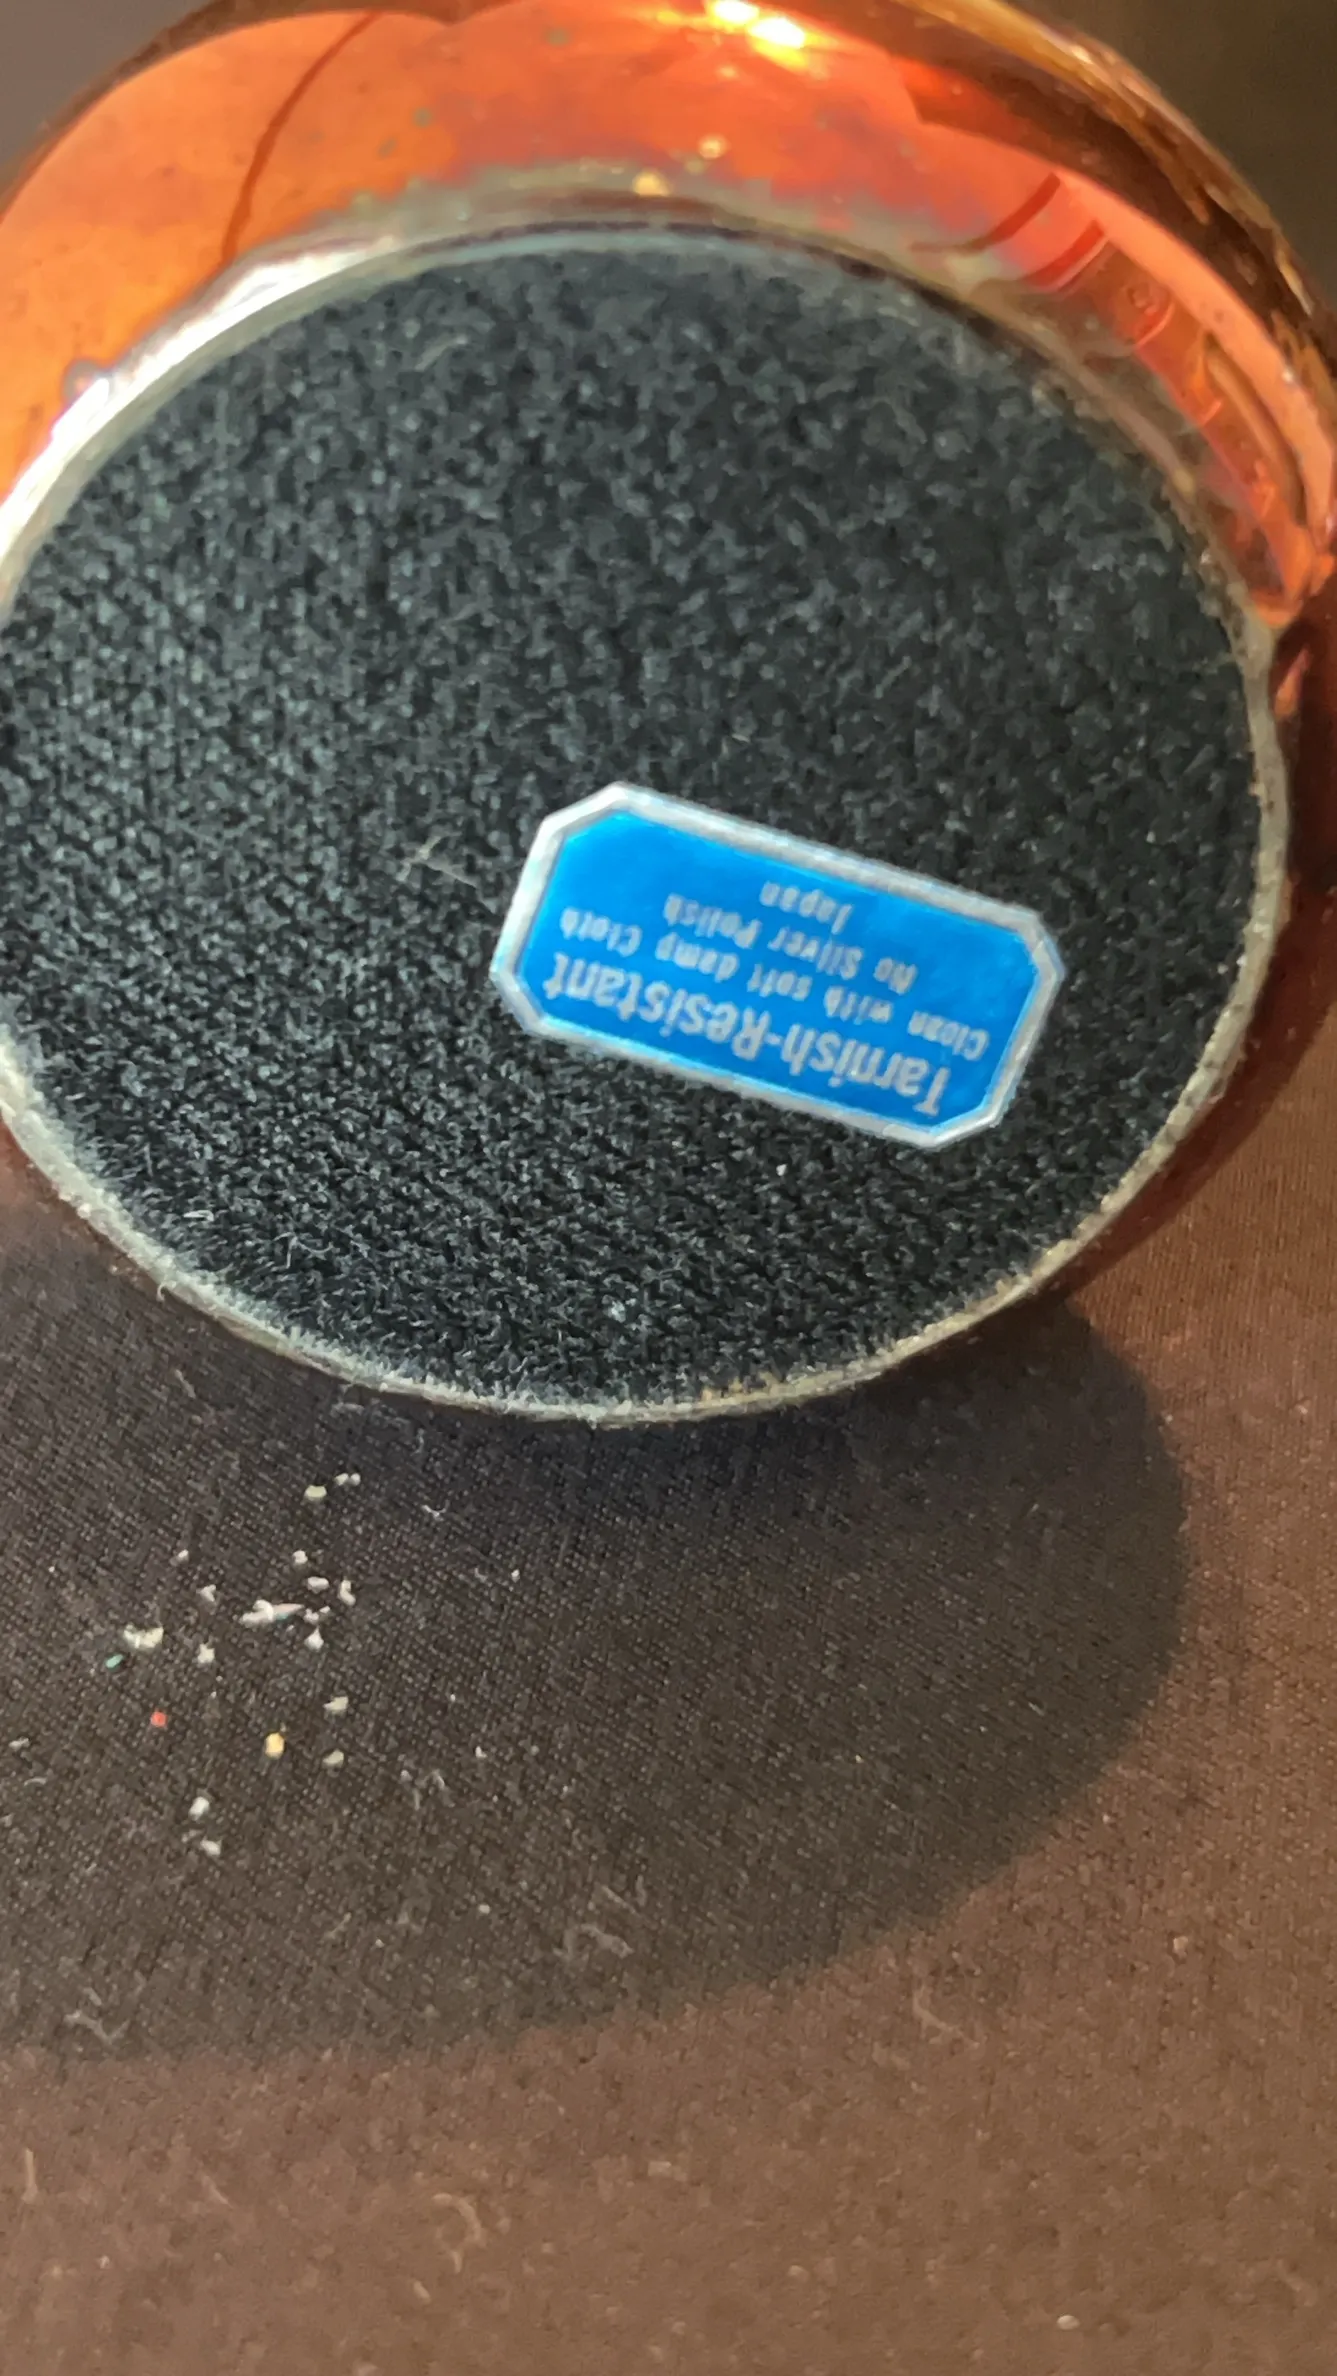 Tarnish-Resistant
Clean with soft damp Cloth
No Silver Polish
Japan